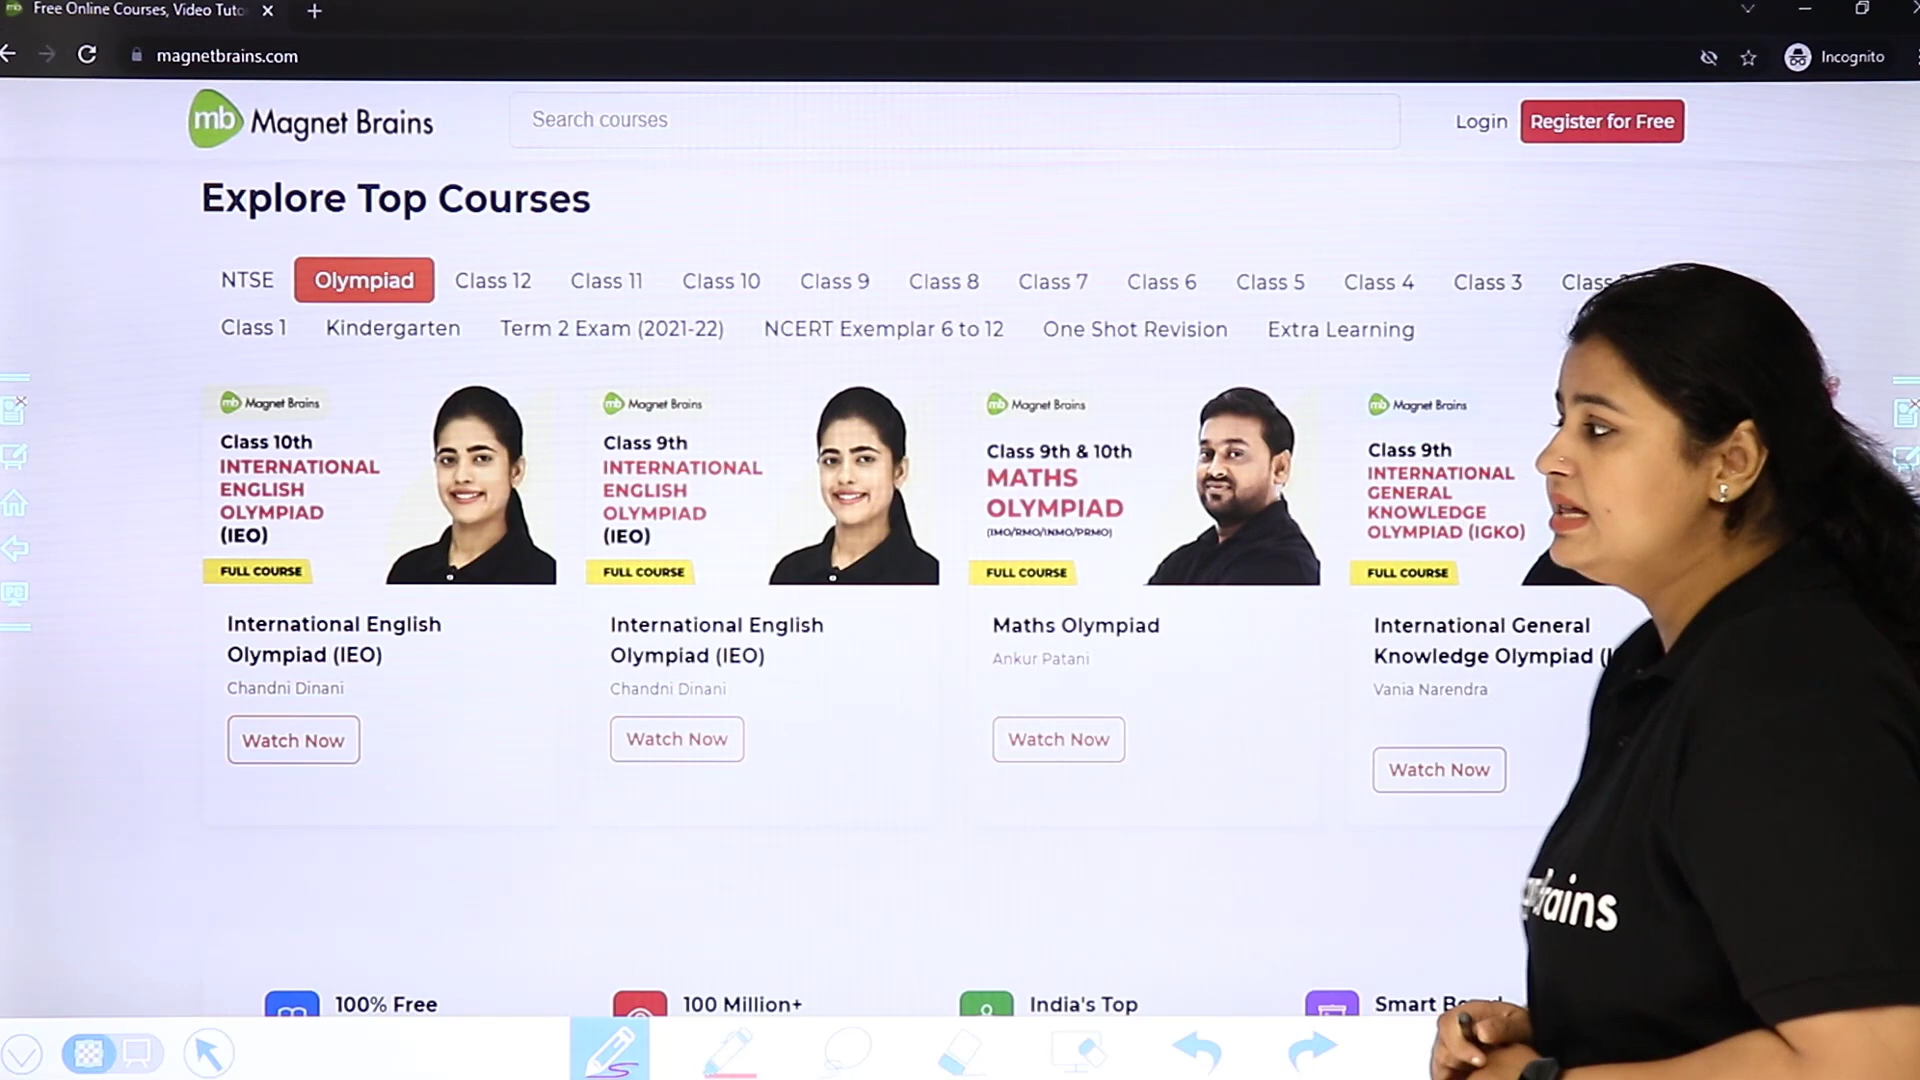 Free Online Courses, Video Tuto
magnetbrains.com
Incognito
mb Magnet Brains
Search courses
Login
Register for Free
Explore Top Courses
NTSE Olympiad Class 12 Class 11 Class 10 Class 9 Class 8 Class 7 Class 6 Class 5 Class 4 Class 3 Class
Class 1 Kindergarten Term 2 Exam (2021-22) NCERT Exemplar 6 to 12 One Shot Revision Extra Learning
mb Magnet Brains
Class 10th
INTERNATIONAL
ENGLISH
OLYMPIAD
(IEO)
FULL COURSE
International English
Olympiad (IEO)
Chandni Dinani
Watch Now
mb Magnet Brains
Class 9th
INTERNATIONAL
ENGLISH
OLYMPIAD
(IEO)
FULL COURSE
International English
Olympiad (IEO)
Chandni Dinani
Watch Now
mb Magnet Brains
Class 9th & 10th
MATHS
OLYMPIAD
(IMO/RMO/INMO/PRMO)
FULL COURSE
Maths Olympiad
Ankur Patani
Watch Now
mb Magnet Brains
Class 9th
INTERNATIONAL
GENERAL
KNOWLEDGE
OLYMPIAD (IGKO)
FULL COURSE
International General
Knowledge Olympiad (I
Vania Narendra
Watch Now
rains
100% Free
100 Million+
India's Top
Smart